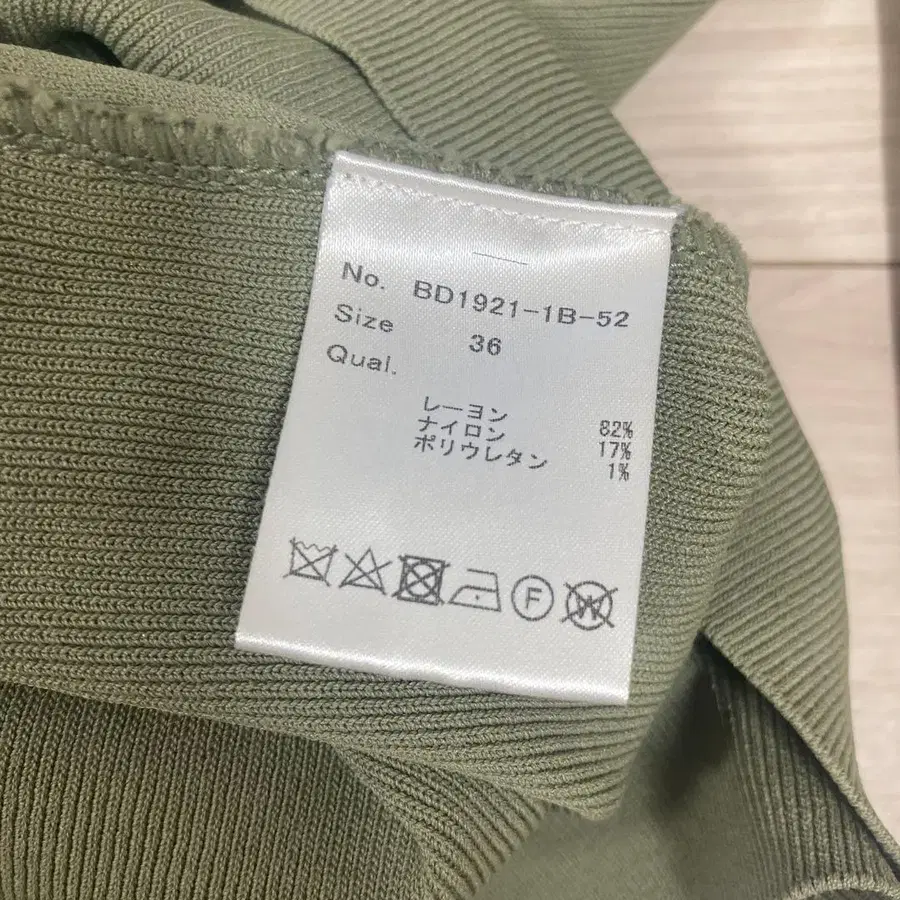 No. BD1921-1B-52
Size 36
Qual.
レーヨン 82%
ナイロン 17%
ポリウレタン 1%
F W